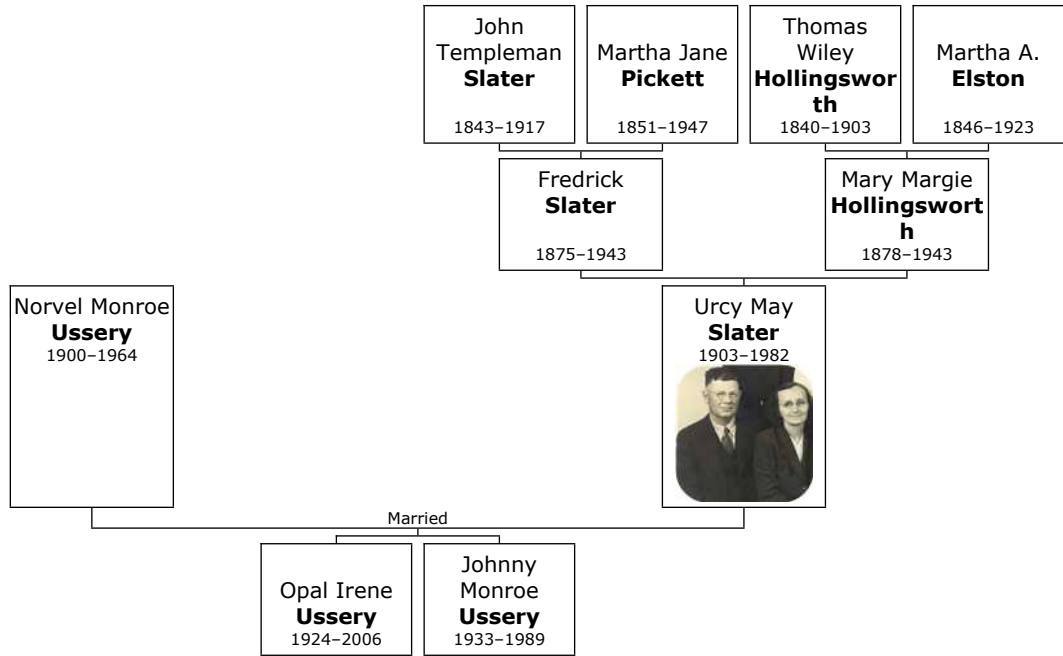 John
Templeman
Slater
1843–1917
Martha Jane
Pickett
1851–1947
Thomas
Wiley
Hollingswor
th
1840–1903
Martha A.
Elston
1846–1923
Fredrick
Slater
1875–1943
Mary Margie
Hollingswort
h
1878–1943
Norvel Monroe
Ussery
1900–1964
Urcy May
Slater
1903–1982
Married
Opal Irene
Ussery
1924–2006
Johnny
Monroe
Ussery
1933–1989